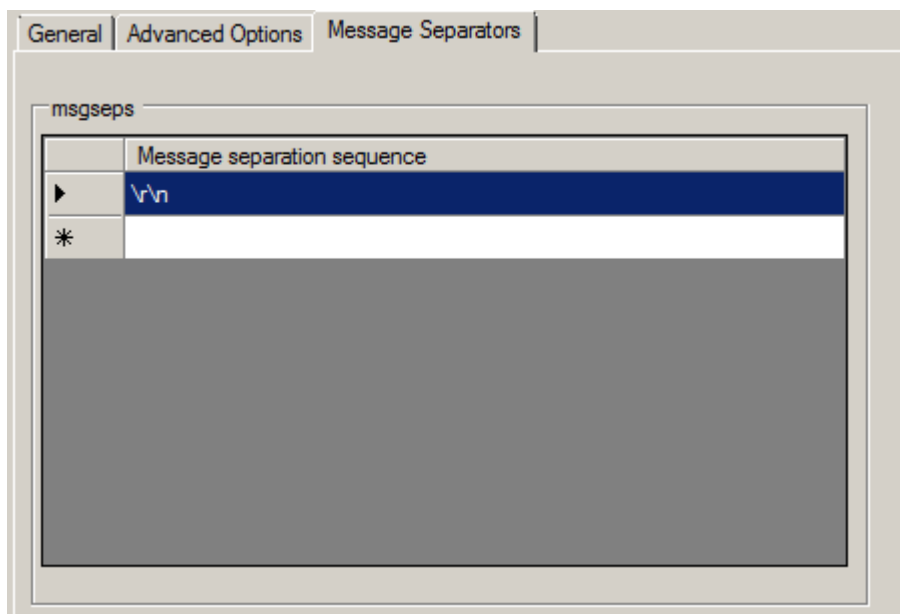 General Advanced Options Message Separators
msgseps
Message separation sequence
\r\n